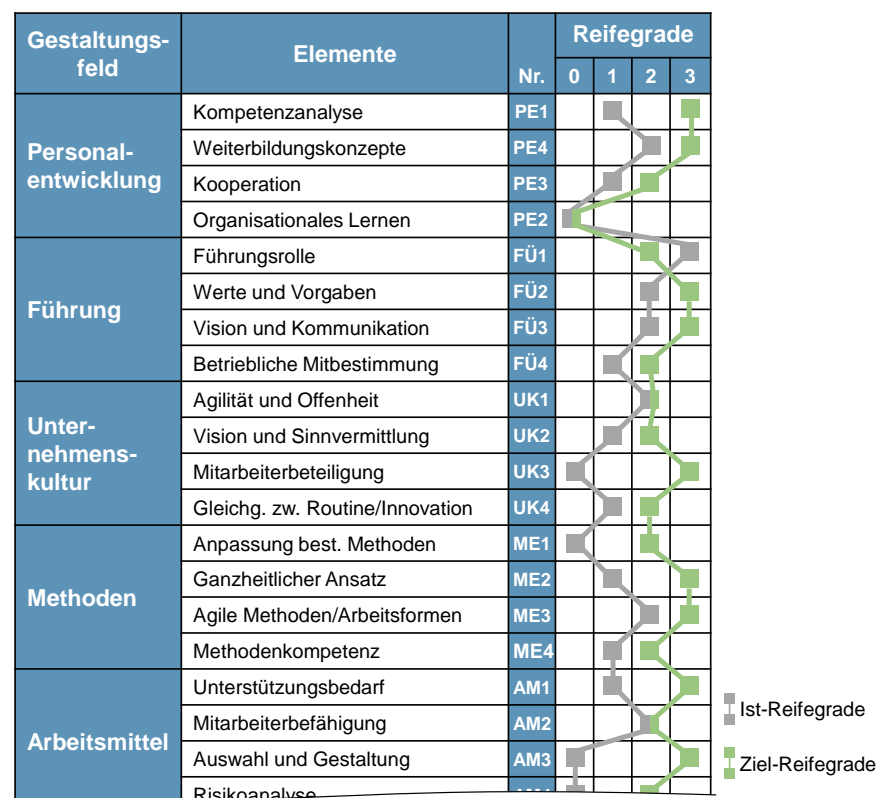 Gestaltungs-
feld
Elemente
Nr.
Reifegrade
0 1 2 3
Personal-
entwicklung
Kompetenzanalyse PE1
Weiterbildungskonzepte PE4
Kooperation PE3
Organisationales Lernen PE2
Führung
Führungsrolle FÜ1
Werte und Vorgaben FÜ2
Vision und Kommunikation FÜ3
Betriebliche Mitbestimmung FÜ4
Unter-
nehmens-
kultur
Agilität und Offenheit UK1
Vision und Sinnvermittlung UK2
Mitarbeiterbeteiligung UK3
Gleichg. zw. Routine/Innovation UK4
Methoden
Anpassung best. Methoden ME1
Ganzheitlicher Ansatz ME2
Agile Methoden/Arbeitsformen ME3
Methodenkompetenz ME4
Arbeitsmittel
Unterstützungsbedarf AM1
Mitarbeiterbefähigung AM2
Auswahl und Gestaltung AM3
Risikoanalyse
Ist-Reifegrade
Ziel-Reifegrade